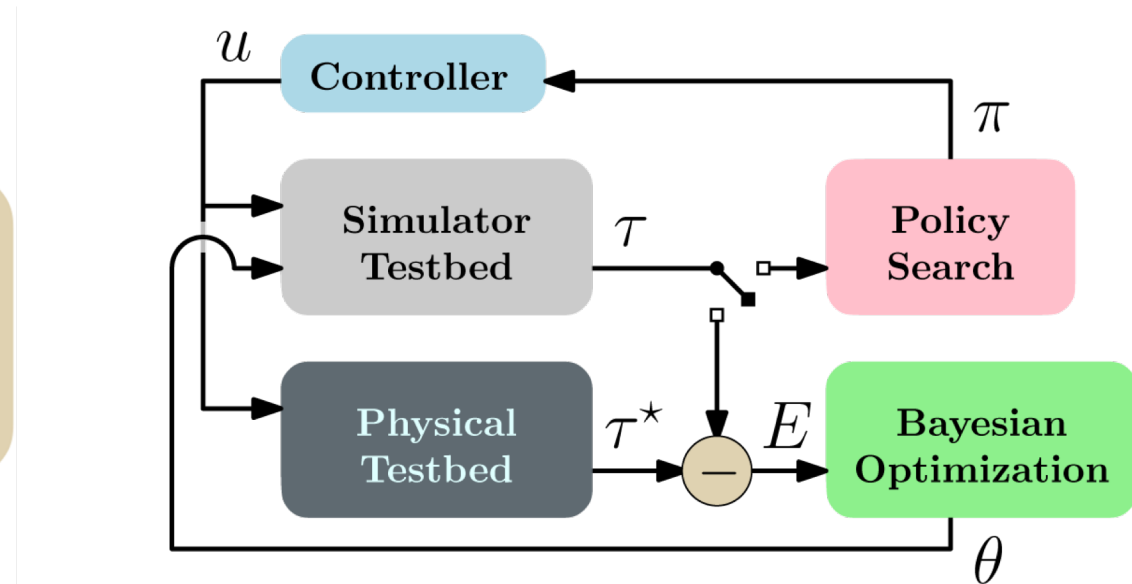 u
Controller
π
Simulator
Testbed
τ
Policy
Search
Physical
Testbed
τ⋆
−
E
Bayesian
Optimization
θ